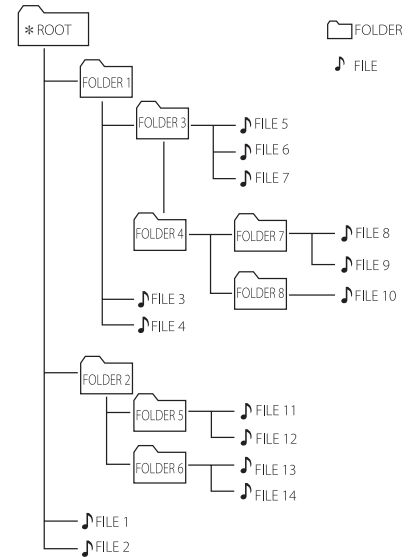 * ROOT
FOLDER
FILE
FOLDER 1
FOLDER 3
FILE 5
FILE 6
FILE 7
FOLDER 4
FOLDER 7
FILE 8
FILE 9
FOLDER 8
FILE 10
FILE 3
FILE 4
FOLDER 2
FOLDER 5
FILE 11
FILE 12
FOLDER 6
FILE 13
FILE 14
FILE 1
FILE 2